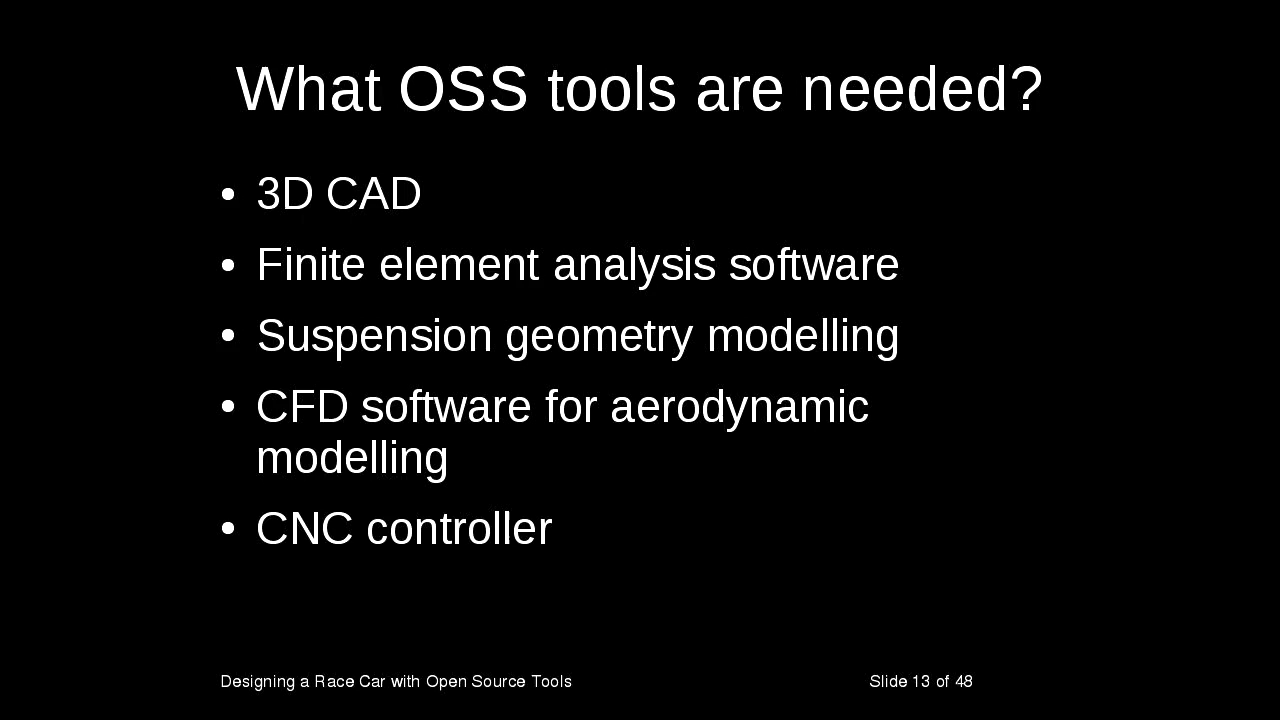 What OSS tools are needed?
• 3D CAD
• Finite element analysis software
• Suspension geometry modelling
• CFD software for aerodynamic
modelling
• CNC controller
Designing a Race Car with Open Source Tools
Slide 13 of 48